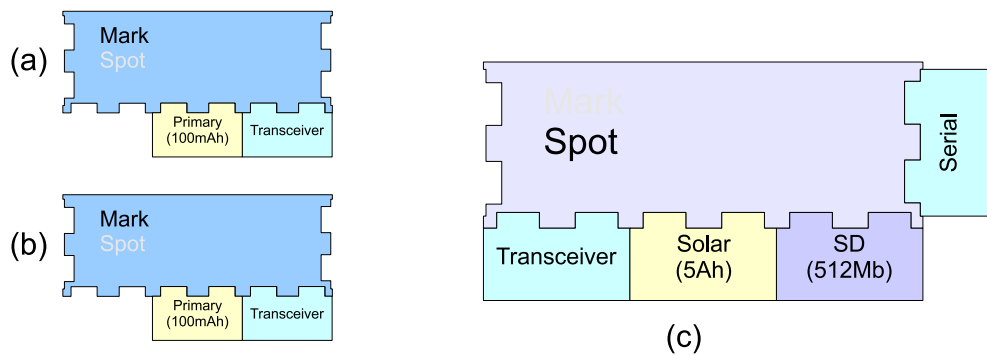 (a)
Mark
Spot
Primary
(100mAh)
Transceiver
(b)
Mark
Spot
Primary
(100mAh)
Transceiver
Mark
Spot
Serial
Transceiver
Solar
(5Ah)
SD
(512Mb)
(c)